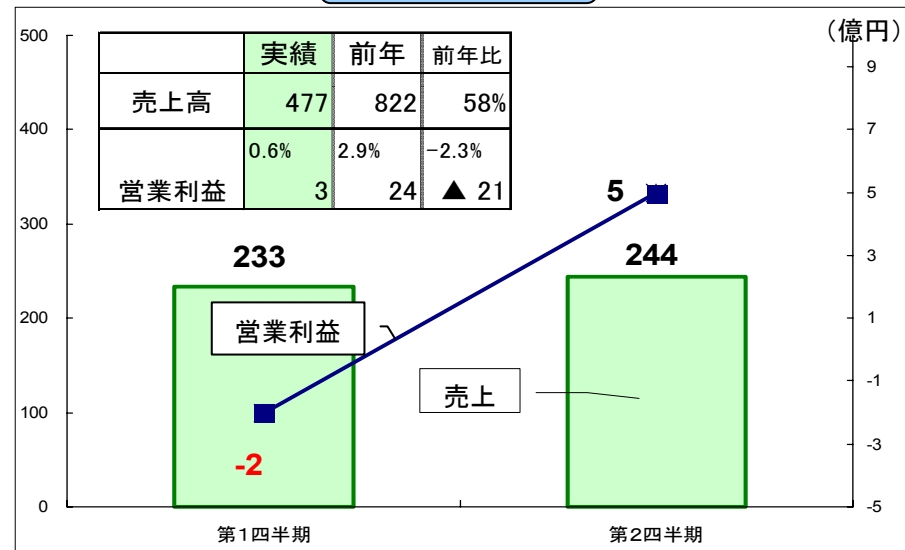 （億円）
実績 前年 前年比
売上高 477 822 58%
0.6% 2.9% -2.3%
営業利益 3 24 ▲ 21
500
400
300
200
100
0
9
7
5
3
1
-1
-3
-5
233
5
244
営業利益
売上
-2
第1四半期 第2四半期